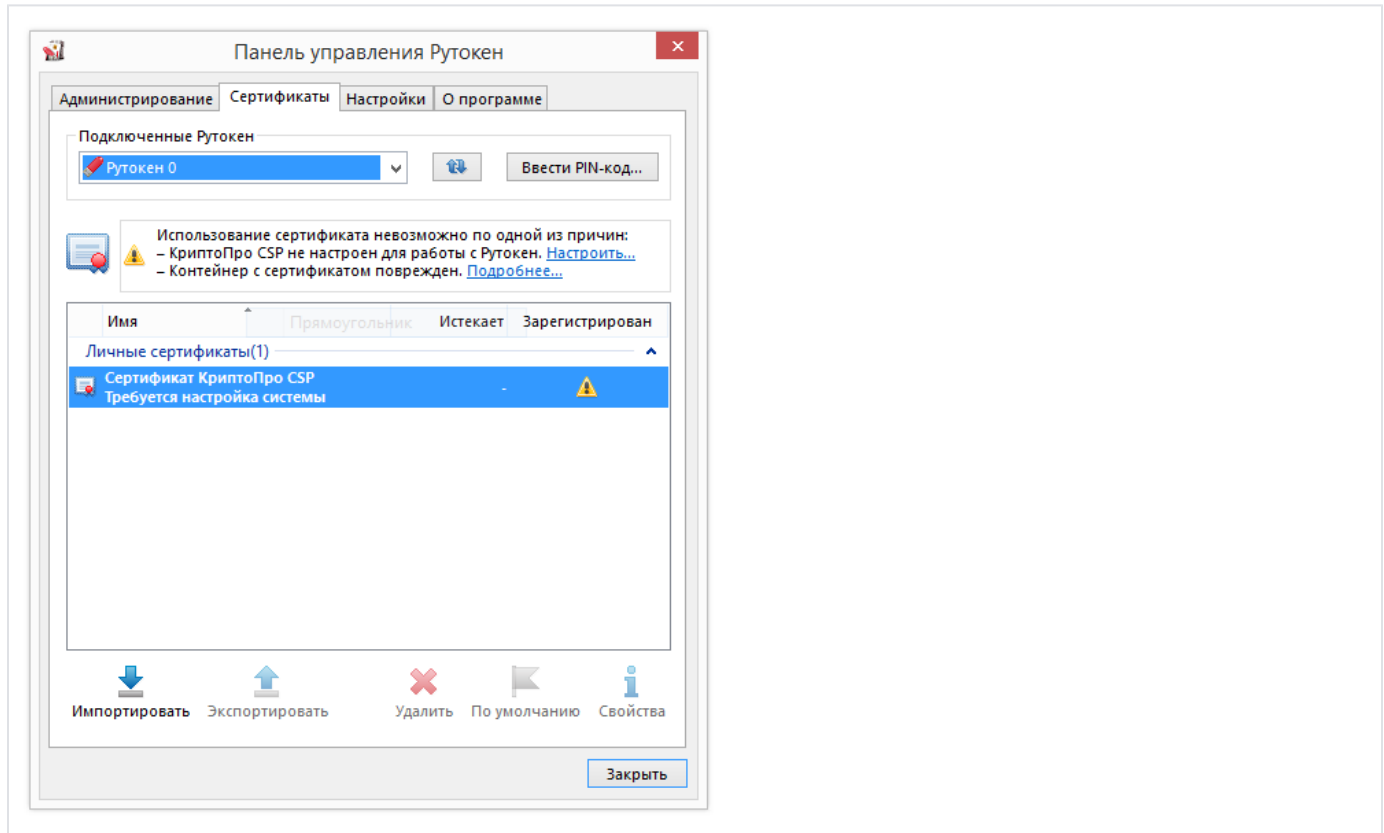 Панель управления Рутокен
Администрирование Сертификаты Настройки О программе
Подключенные Рутокен
Рутокен 0 Ввести PIN-код...
Использование сертификата невозможно по одной из причин:
– КриптоПро CSP не настроен для работы с Рутокен. Настроить...
– Контейнер с сертификатом поврежден. Подробнее...
Имя Прямоугольник Истекает Зарегистрирован
Личные сертификаты(1)
Сертификат КриптоПро CSP
Требуется настройка системы -
Импортировать Экспортировать Удалить По умолчанию Свойства
Закрыть